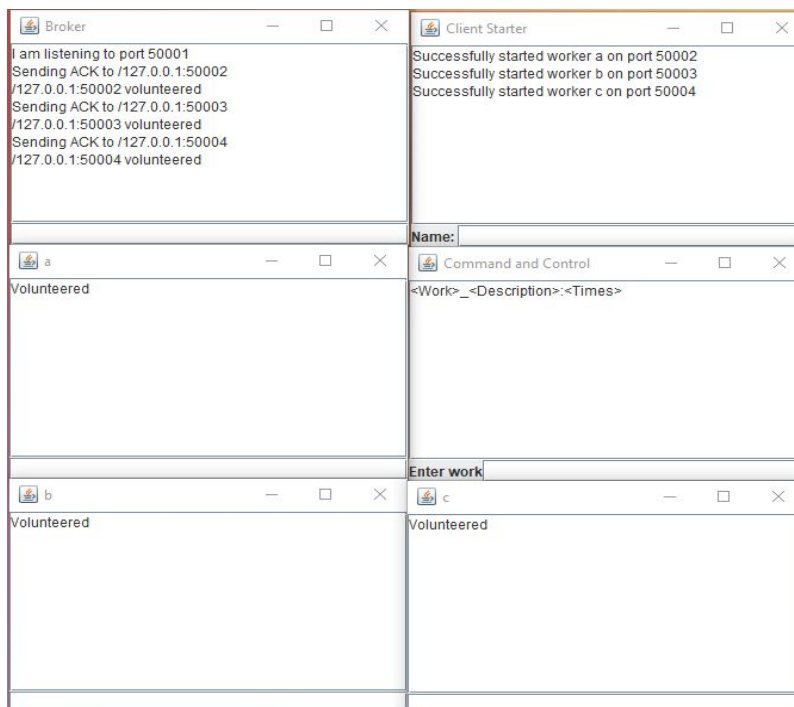 Broker
I am listening to port 50001
Sending ACK to /127.0.0.1:50002
/127.0.0.1:50002 volunteered
Sending ACK to /127.0.0.1:50003
/127.0.0.1:50003 volunteered
Sending ACK to /127.0.0.1:50004
/127.0.0.1:50004 volunteered
Client Starter
Successfully started worker a on port 50002
Successfully started worker b on port 50003
Successfully started worker c on port 50004
Name:
a
Volunteered
Command and Control
<Work>_<Description>:<Times>
Enter work
b
Volunteered
c
Volunteered